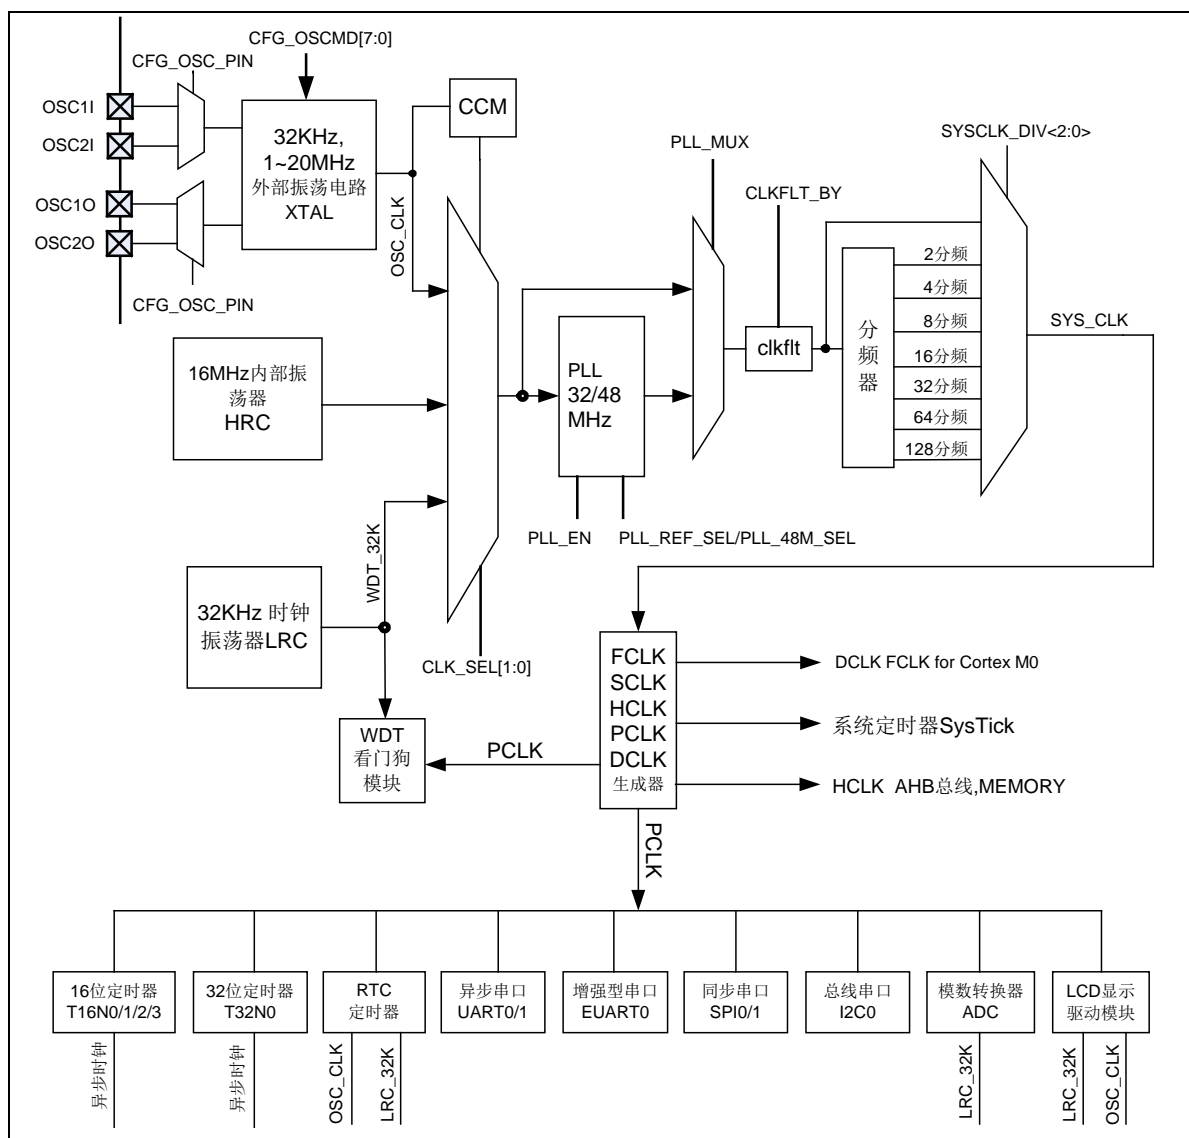 CFG_OSCMD[7:0]
CFG_OSC_PIN
OSC1I
OSC2I
OSC1O
OSC2O
CFG_OSC_PIN
32KHz,
1~20MHz
外部振荡电路
XTAL
CCM
OSC_CLK
PLL_MUX
CLKFLT_BY
SYSCLK_DIV<2:0>
16MHz内部振
荡器
HRC
PLL
32/48
MHz
clkflt
分
频
器
2分频
4分频
8分频
16分频
32分频
64分频
128分频
SYS_CLK
PLL_EN
PLL_REF_SEL/PLL_48M_SEL
WDT_32K
32KHz 时钟
振荡器LRC
CLK_SEL[1:0]
WDT
看门狗
模块
PCLK
FCLK
SCLK
HCLK
PCLK
DCLK
生成器
DCLK FCLK for Cortex M0
系统定时器SysTick
HCLK AHB总线,MEMORY
PCLK
16位定时器
T16N0/1/2/3
32位定时器
T32N0
RTC
定时器
异步串口
UART0/1
增强型串口
EUART0
同步串口
SPI0/1
总线串口
I2C0
模数转换器
ADC
LCD显示
驱动模块
异步时钟
异步时钟
OSC_CLK
LRC_32K
LRC_32K
LRC_32K
OSC_CLK